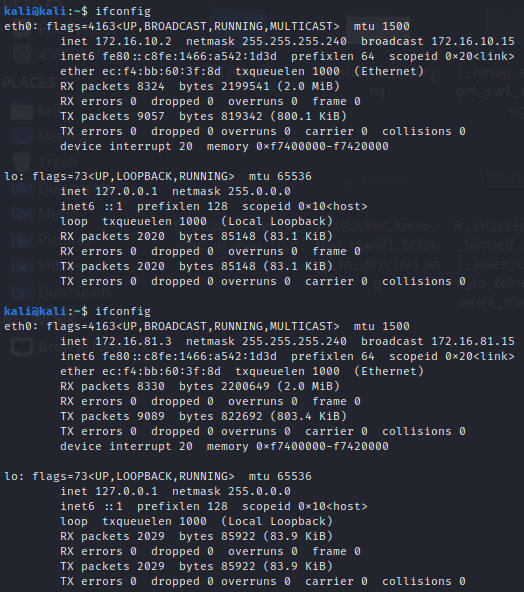 kali@kali:~$ ifconfig
eth0: flags=4163<UP,BROADCAST,RUNNING,MULTICAST>  mtu 1500
        inet 172.16.10.2  netmask 255.255.255.240  broadcast 172.16.10.15
        inet6 fe80::c8fe:1466:a542:1d3d  prefixlen 64  scopeid 0×20<link>
        ether ec:f4:bb:60:3f:8d  txqueuelen 1000  (Ethernet)
        RX packets 8324  bytes 2199541 (2.0 MiB)
        RX errors 0  dropped 0  overruns 0  frame 0
        TX packets 9057  bytes 819342 (800.1 KiB)
        TX errors 0  dropped 0 overruns 0  carrier 0  collisions 0
        device interrupt 20  memory 0×f7400000-f7420000

lo: flags=73<UP,LOOPBACK,RUNNING>  mtu 65536
        inet 127.0.0.1  netmask 255.0.0.0
        inet6 ::1  prefixlen 128  scopeid 0×10<host>
        loop  txqueuelen 1000  (Local Loopback)
        RX packets 2020  bytes 85148 (83.1 KiB)
        RX errors 0  dropped 0  overruns 0  frame 0
        TX packets 2020  bytes 85148 (83.1 KiB)
        TX errors 0  dropped 0 overruns 0  carrier 0  collisions 0

kali@kali:~$ ifconfig
eth0: flags=4163<UP,BROADCAST,RUNNING,MULTICAST>  mtu 1500
        inet 172.16.81.3  netmask 255.255.255.240  broadcast 172.16.81.15
        inet6 fe80::c8fe:1466:a542:1d3d  prefixlen 64  scopeid 0×20<link>
        ether ec:f4:bb:60:3f:8d  txqueuelen 1000  (Ethernet)
        RX packets 8330  bytes 2200649 (2.0 MiB)
        RX errors 0  dropped 0  overruns 0  frame 0
        TX packets 9089  bytes 822692 (803.4 KiB)
        TX errors 0  dropped 0 overruns 0  carrier 0  collisions 0
        device interrupt 20  memory 0×f7400000-f7420000

lo: flags=73<UP,LOOPBACK,RUNNING>  mtu 65536
        inet 127.0.0.1  netmask 255.0.0.0
        inet6 ::1  prefixlen 128  scopeid 0×10<host>
        loop  txqueuelen 1000  (Local Loopback)
        RX packets 2029  bytes 85922 (83.9 KiB)
        RX errors 0  dropped 0  overruns 0  frame 0
        TX packets 2029  bytes 85922 (83.9 KiB)
        TX errors 0  dropped 0 overruns 0  carrier 0  collisions 0